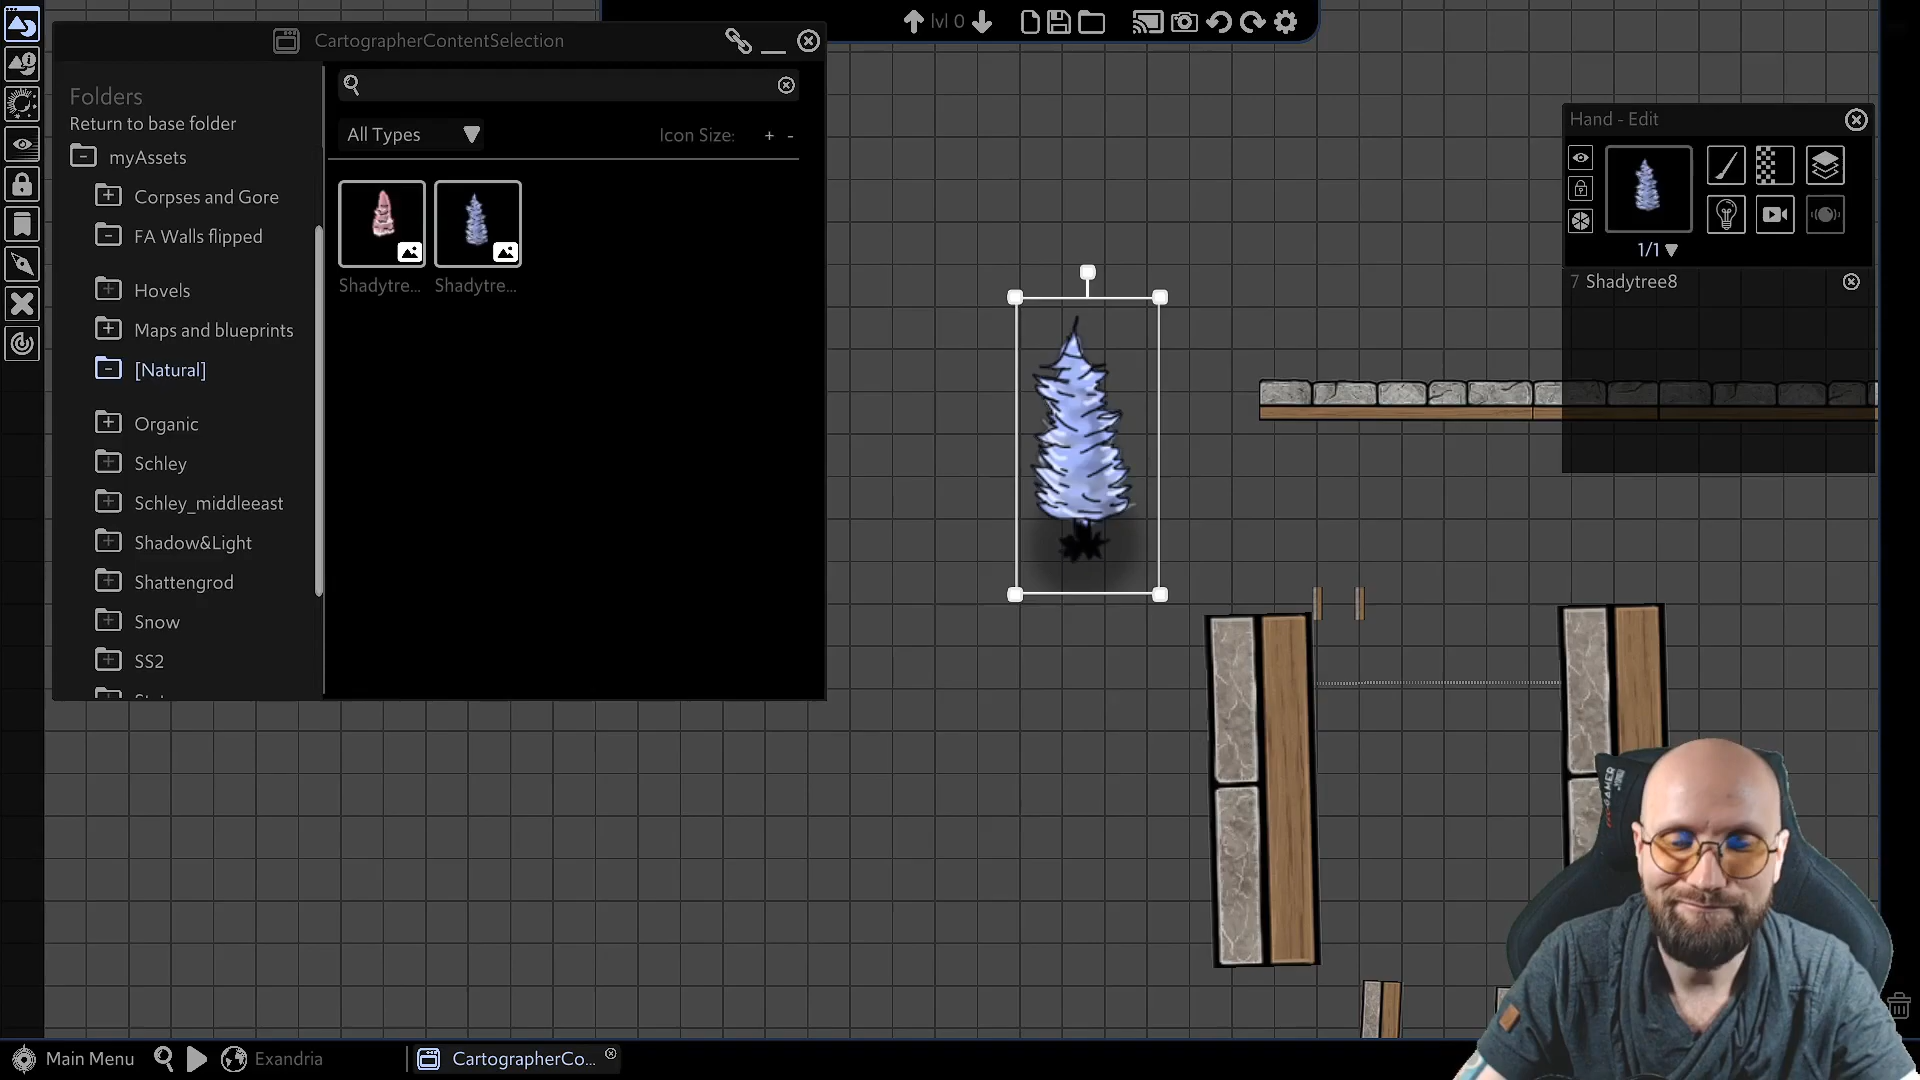 lvl 0
CartographerContentSelection
Folders
Return to base folder
myAssets
Corpses and Gore
FA Walls flipped
Hovels
Maps and blueprints
[Natural]
Organic
Schley
Schley_middleeast
Shadow&Light
Shattengrod
Snow
SS2
All Types
Icon Size: + -
Shadytre... Shadytre...
Hand - Edit
1/1
7 Shadytree8
Main Menu
Exandria
CartographerCo...